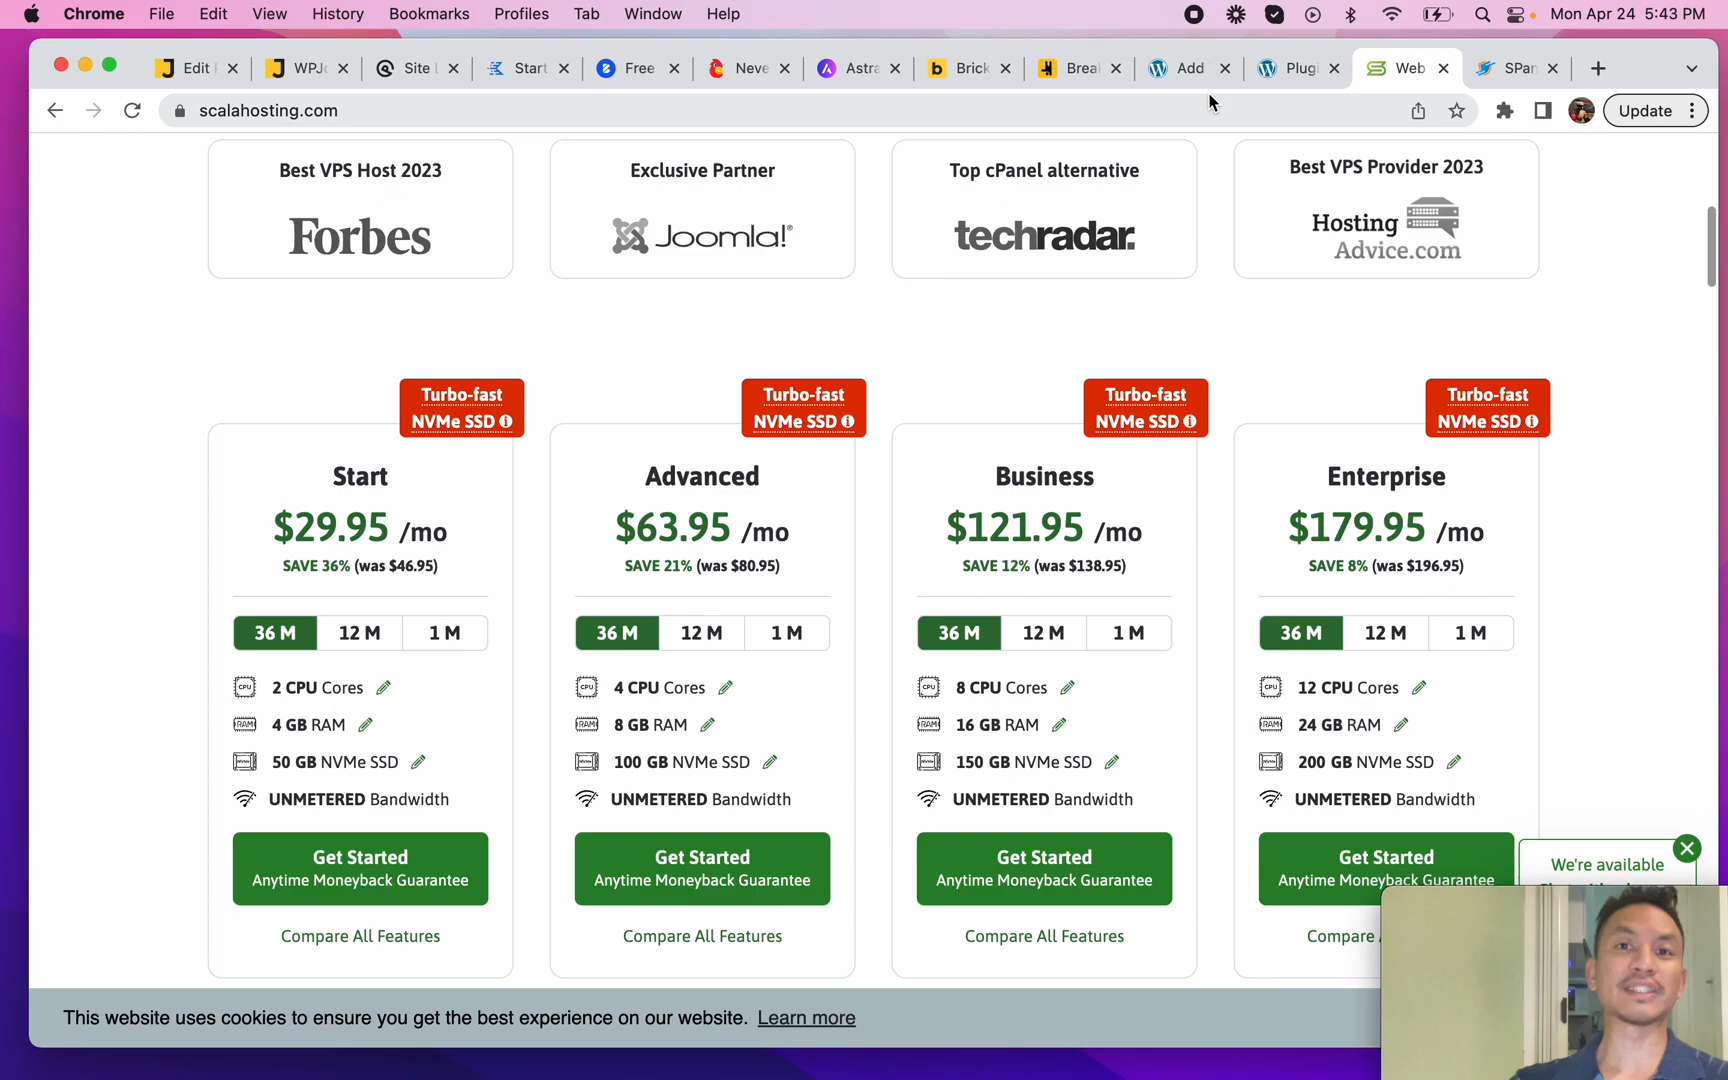 Chrome File Edit View History Bookmarks Profiles Tab Window Help Mon Apr 24 5:43 PM
Edit WPJ Site Start Free Neve Astra Brick Brea Add Plugi Web SPan
scalahosting.com Update
Best VPS Host 2023
Forbes
Exclusive Partner
Joomla!®
Top cPanel alternative
techradar.
Best VPS Provider 2023
Hosting
Advice.com
Turbo-fast
NVMe SSD
Start
$29.95 /mo
SAVE 36% (was $46.95)
36 M 12 M 1 M
CPU 2 CPU Cores
RAM 4 GB RAM
50 GB NVMe SSD
UNMETERED Bandwidth
Get Started
Anytime Moneyback Guarantee
Compare All Features
Turbo-fast
NVMe SSD
Advanced
$63.95 /mo
SAVE 21% (was $80.95)
36 M 12 M 1 M
CPU 4 CPU Cores
RAM 8 GB RAM
100 GB NVMe SSD
UNMETERED Bandwidth
Get Started
Anytime Moneyback Guarantee
Compare All Features
Turbo-fast
NVMe SSD
Business
$121.95 /mo
SAVE 12% (was $138.95)
36 M 12 M 1 M
CPU 8 CPU Cores
RAM 16 GB RAM
150 GB NVMe SSD
UNMETERED Bandwidth
Get Started
Anytime Moneyback Guarantee
Compare All Features
Turbo-fast
NVMe SSD
Enterprise
$179.95 /mo
SAVE 8% (was $196.95)
36 M 12 M 1 M
CPU 12 CPU Cores
RAM 24 GB RAM
200 GB NVMe SSD
UNMETERED Bandwidth
Get Started
Anytime Moneyback Guarantee
Compare
We're available
This website uses cookies to ensure you get the best experience on our website. Learn more